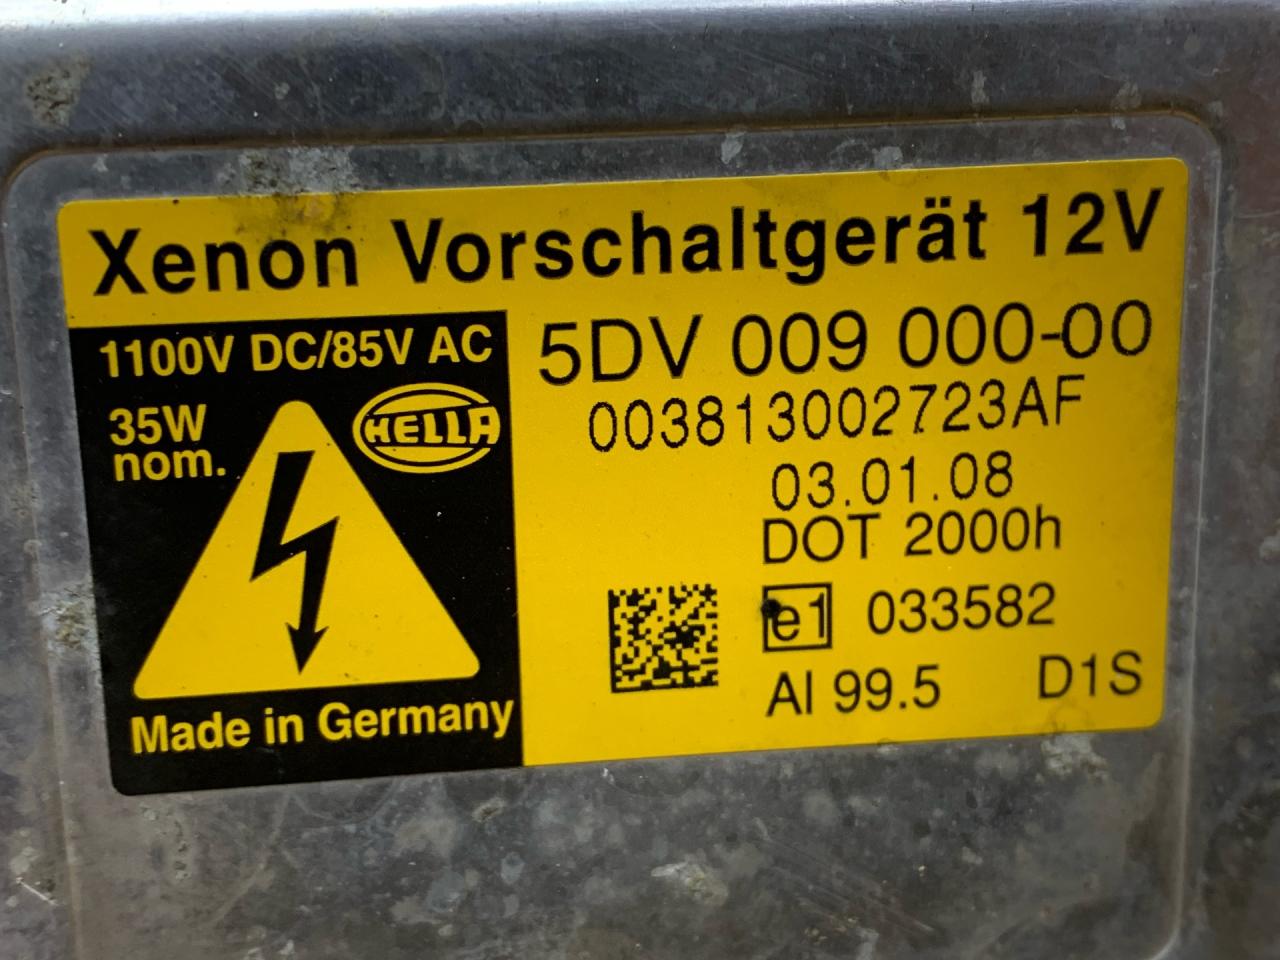 Xenon Vorschaltgerät 12V
1100V DC/85V AC
35W
nom.
HELLA
Made in Germany
5DV 009 000-00
003813002723AF
03.01.08
DOT 2000h
e1 033582
Al 99.5 D1S